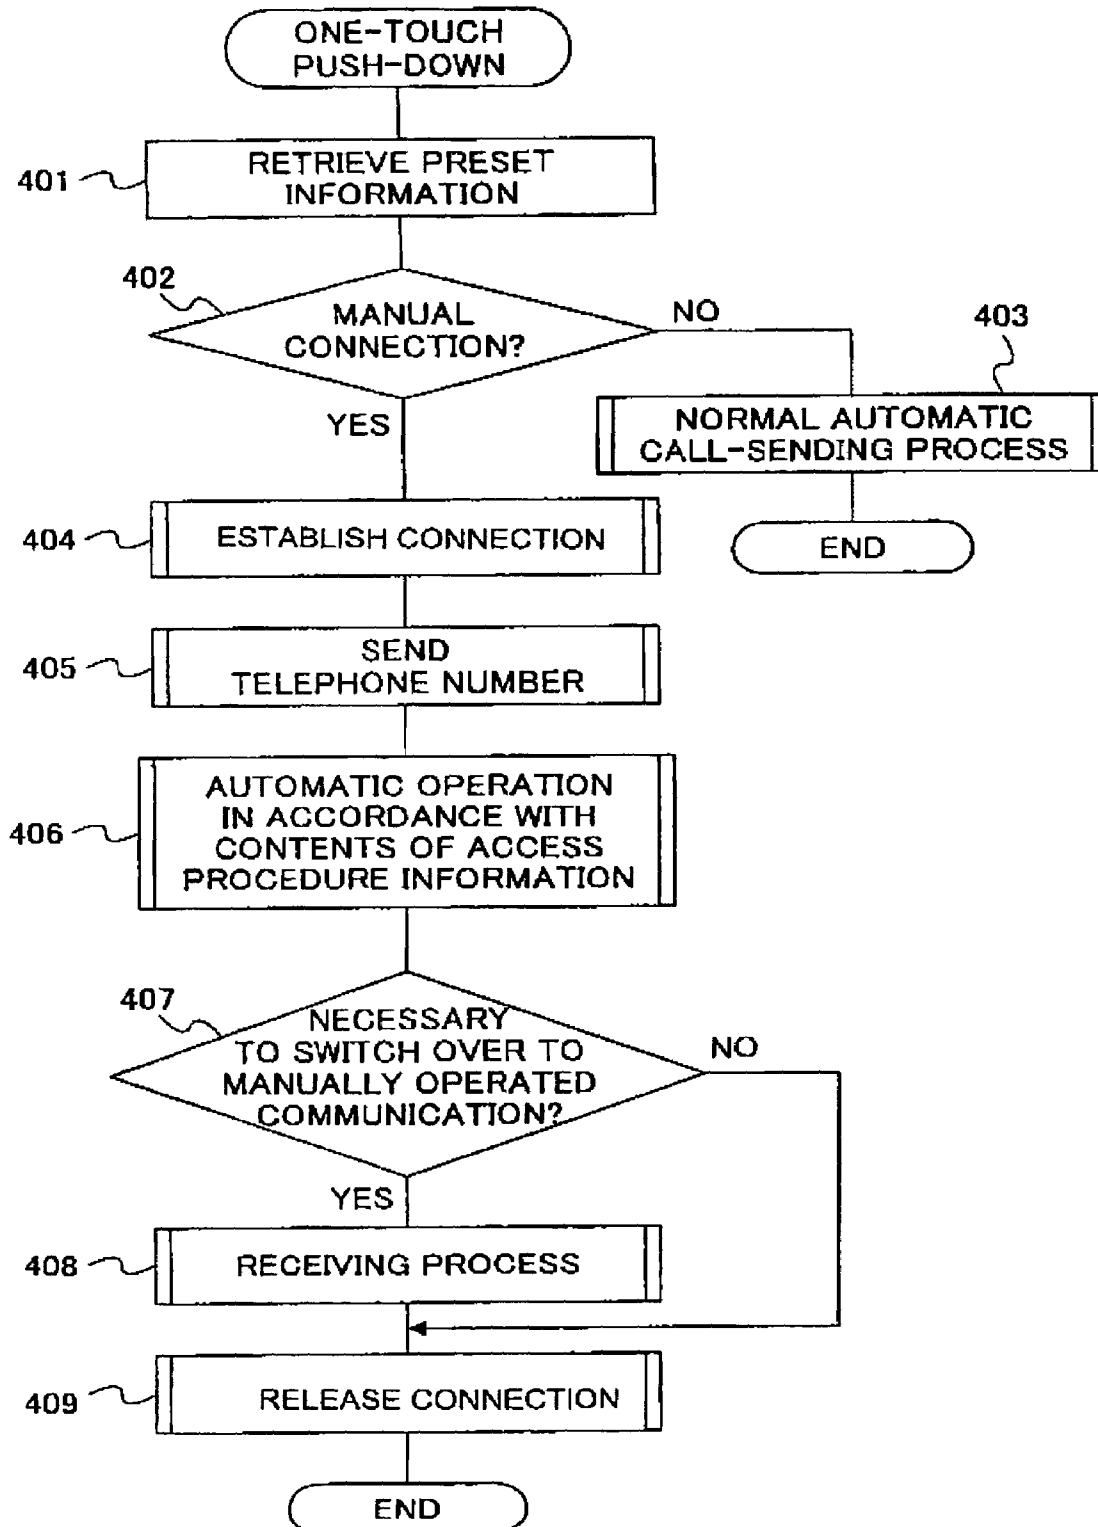 ONE-TOUCH
PUSH-DOWN
401
RETRIEVE PRESET
INFORMATION
402
MANUAL
CONNECTION?
NO
403
YES
NORMAL AUTOMATIC
CALL-SENDING PROCESS
404
ESTABLISH CONNECTION
END
405
SEND
TELEPHONE NUMBER
406
AUTOMATIC OPERATION
IN ACCORDANCE WITH
CONTENTS OF ACCESS
PROCEDURE INFORMATION
407
NECESSARY
TO SWITCH OVER TO
MANUALLY OPERATED
COMMUNICATION?
NO
YES
408
RECEIVING PROCESS
409
RELEASE CONNECTION
END